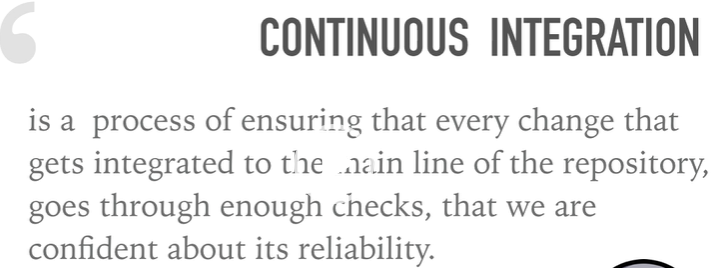 CONTINUOUS INTEGRATION
is a process of ensuring that every change that
gets integrated to the main line of the repository,
goes through enough checks, that we are
confident about its reliability.